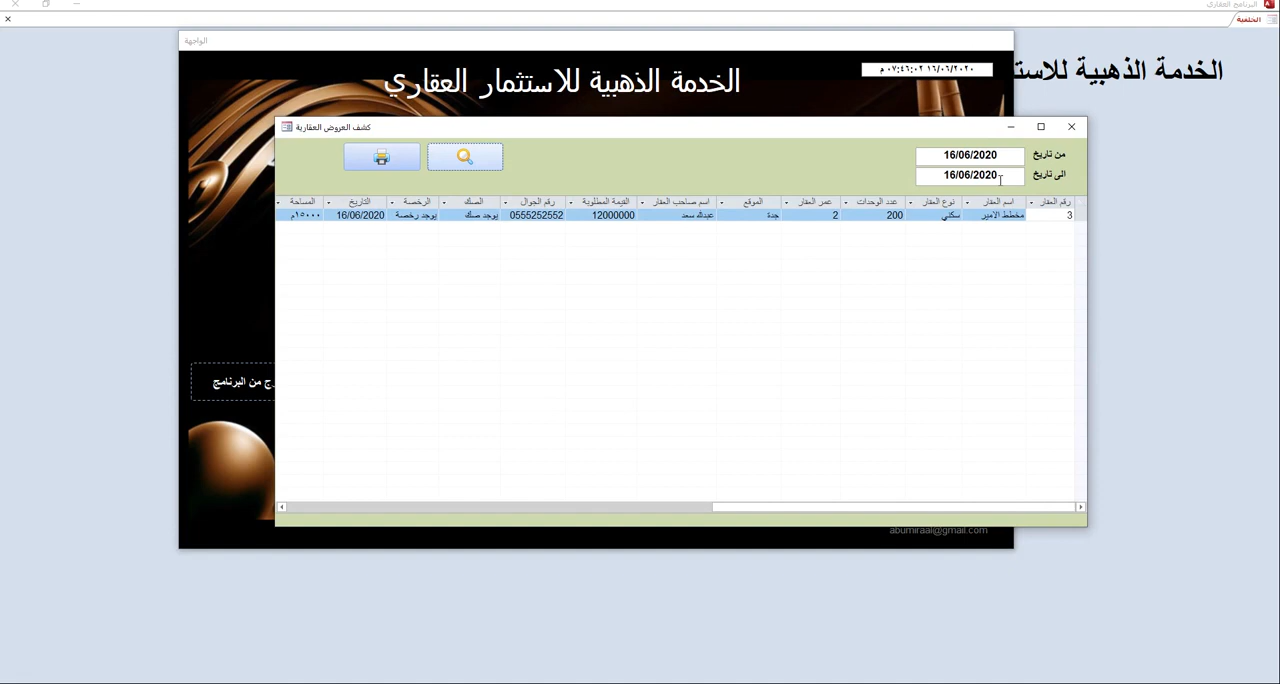 البرنامج العقاري
الخلفية
الواجهة
الخدمة الذهبية للاستثمار العقاري
١٦/٠٦/٢٠٢٠ ٠٧:٤٦:٠٢ م
الخدمة الذهبية للاست
كشف العروض العقارية
من تاريخ 16/06/2020
الى تاريخ 16/06/2020
رقم العقار اسم العقار نوع العقار عدد الوحدات عمر العقار الموقع اسم صاحب العقار القيمة المطلوبة رقم الجوال الصك الرخصة التاريخ المساحة
3 مخطط الامير سكني 200 2 جدة عبدالله سعد 12000000 0555252552 يوجد صك يوجد رخصة 16/06/2020 ١٥٠٠٠م
ج من البرنامج
abumiraal@gmail.com